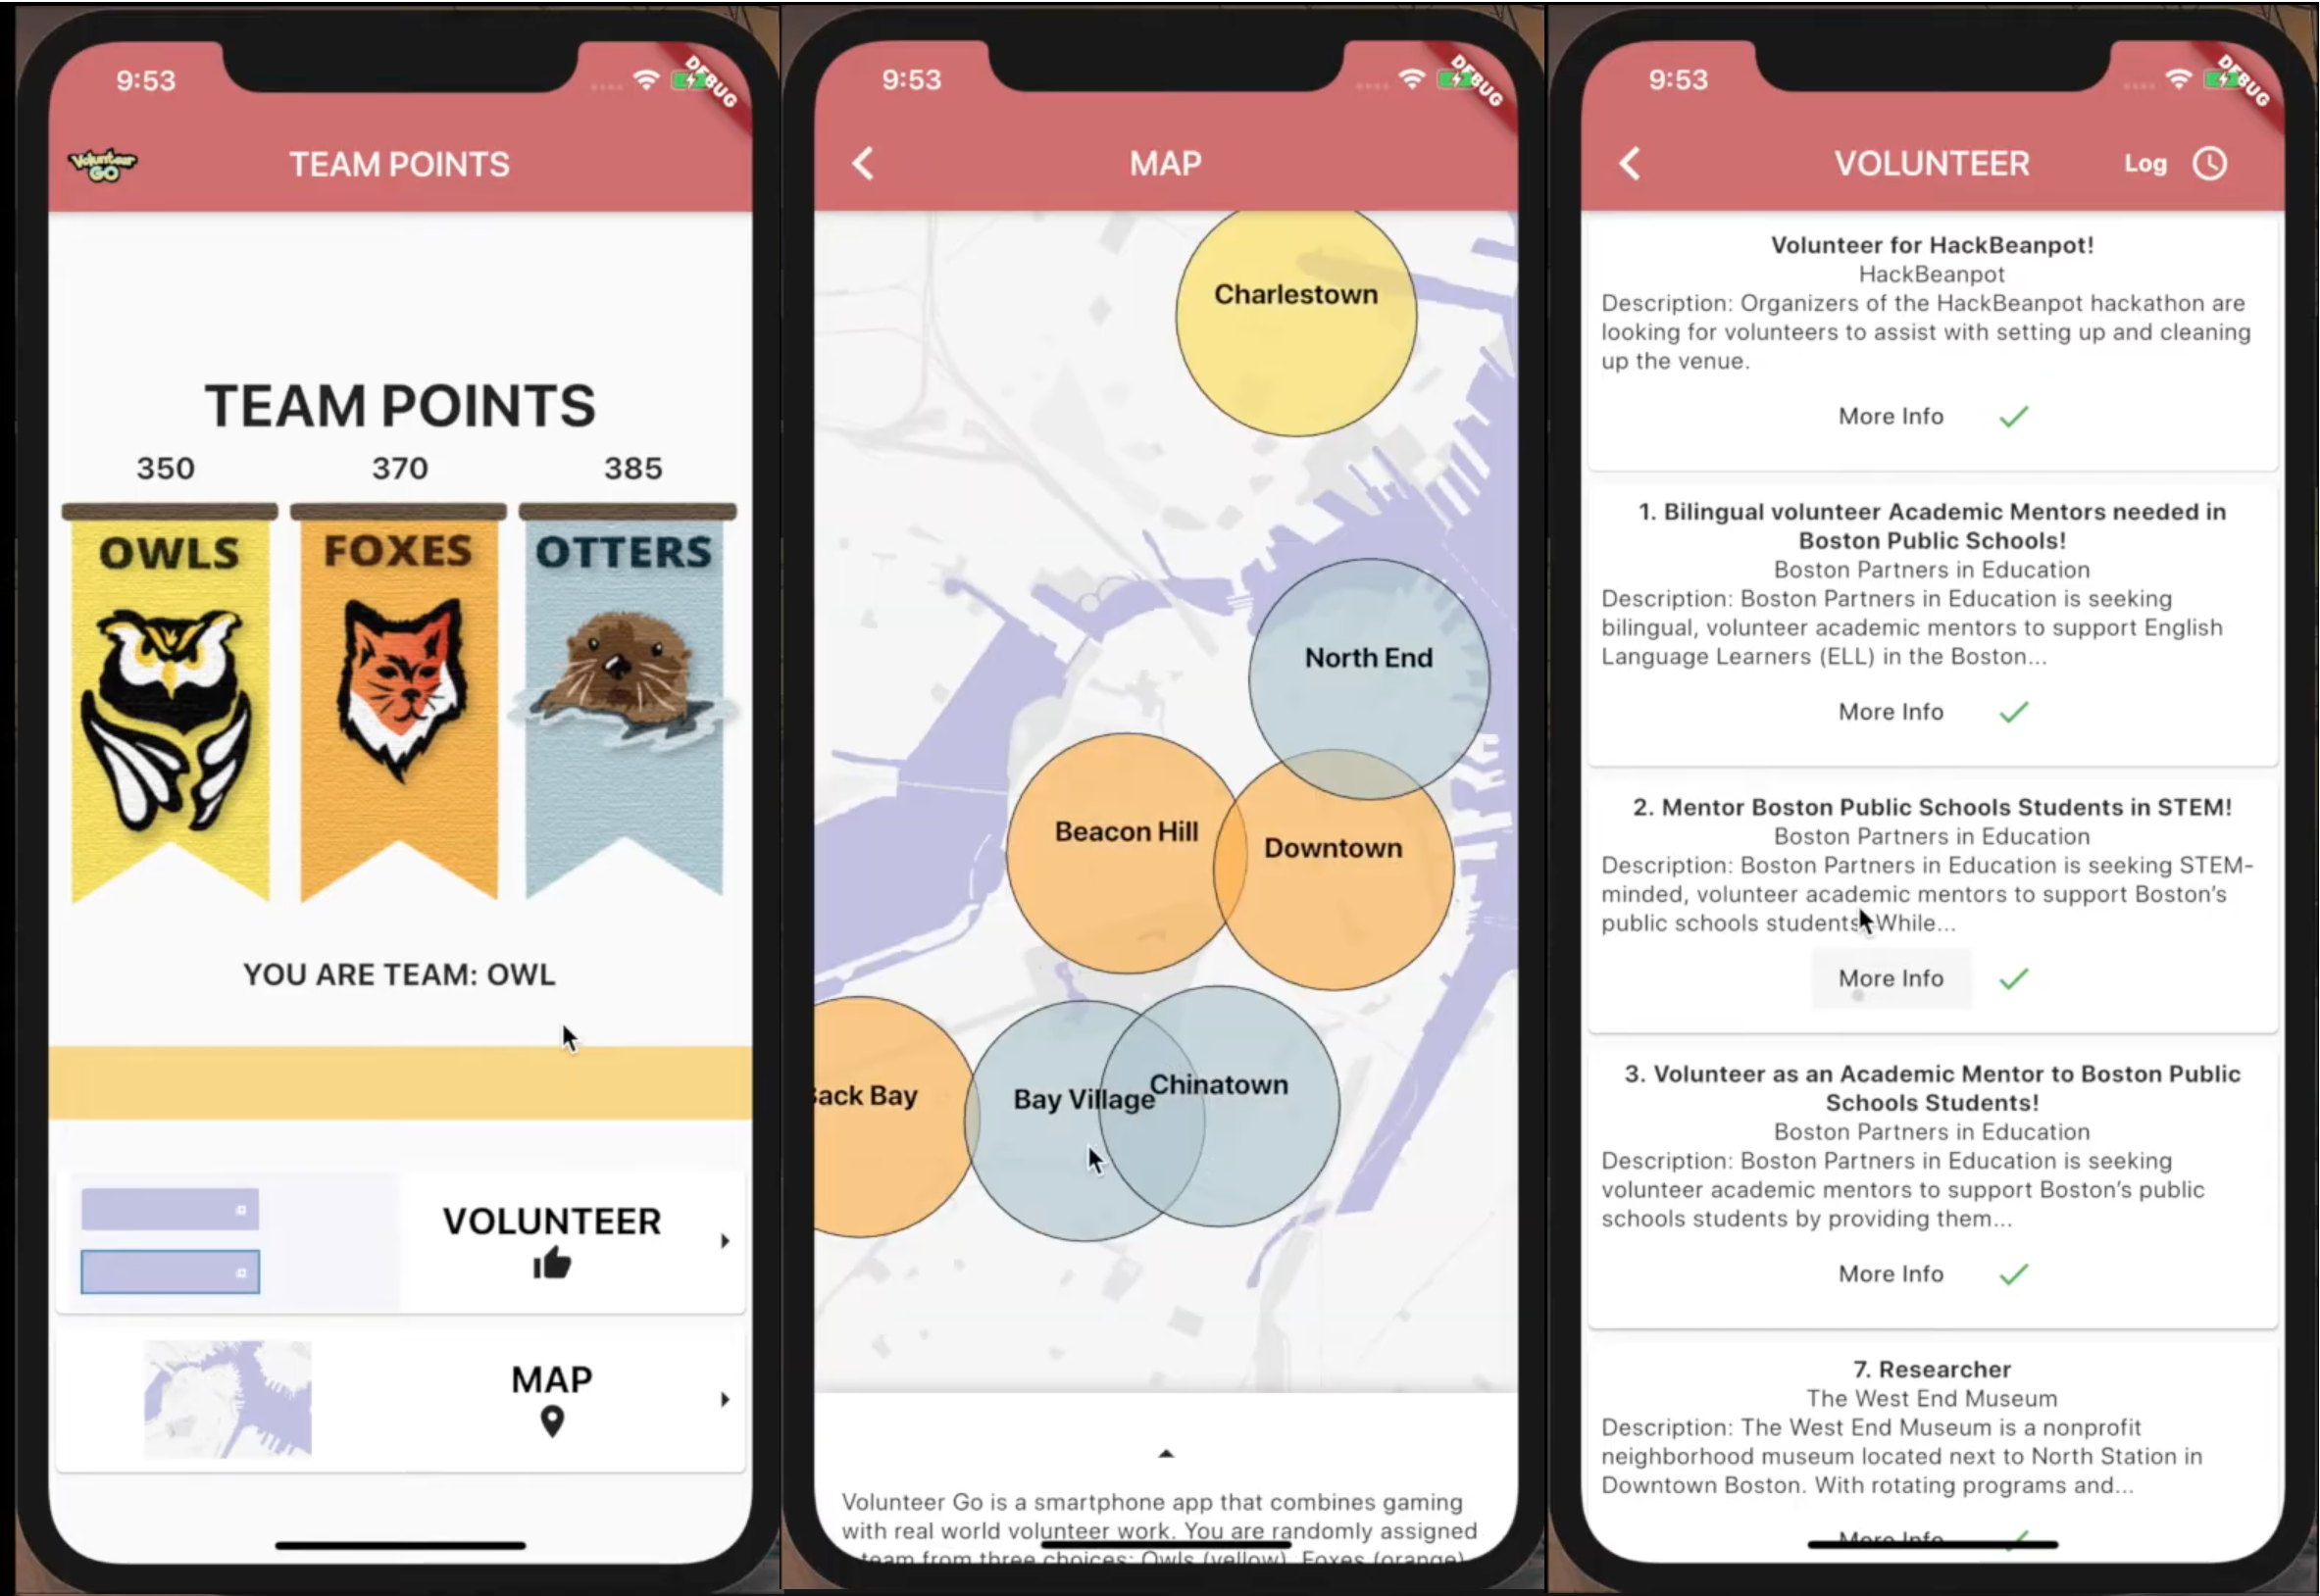 9:53
DEBUG
Volunteer
GO
TEAM POINTS
TEAM POINTS
350 370 385
OWLS FOXES OTTERS
YOU ARE TEAM: OWL
VOLUNTEER
MAP
9:53
DEBUG
MAP
Charlestown
North End
Beacon Hill
Downtown
Back Bay
Bay Village
Chinatown
Volunteer Go is a smartphone app that combines gaming
with real world volunteer work. You are randomly assigned
team from three choices: Owls (yellow), Foxes (orange)
9:53
DEBUG
VOLUNTEER
Log
Volunteer for HackBeanpot!
HackBeanpot
Description: Organizers of the HackBeanpot hackathon are
looking for volunteers to assist with setting up and cleaning
up the venue.
More Info
1. Bilingual volunteer Academic Mentors needed in
Boston Public Schools!
Boston Partners in Education
Description: Boston Partners in Education is seeking
bilingual, volunteer academic mentors to support English
Language Learners (ELL) in the Boston...
More Info
2. Mentor Boston Public Schools Students in STEM!
Boston Partners in Education
Description: Boston Partners in Education is seeking STEM-
minded, volunteer academic mentors to support Boston's
public schools students. While...
More Info
3. Volunteer as an Academic Mentor to Boston Public
Schools Students!
Boston Partners in Education
Description: Boston Partners in Education is seeking
volunteer academic mentors to support Boston's public
schools students by providing them...
More Info
7. Researcher
The West End Museum
Description: The West End Museum is a nonprofit
neighborhood museum located next to North Station in
Downtown Boston. With rotating programs and...
More Info